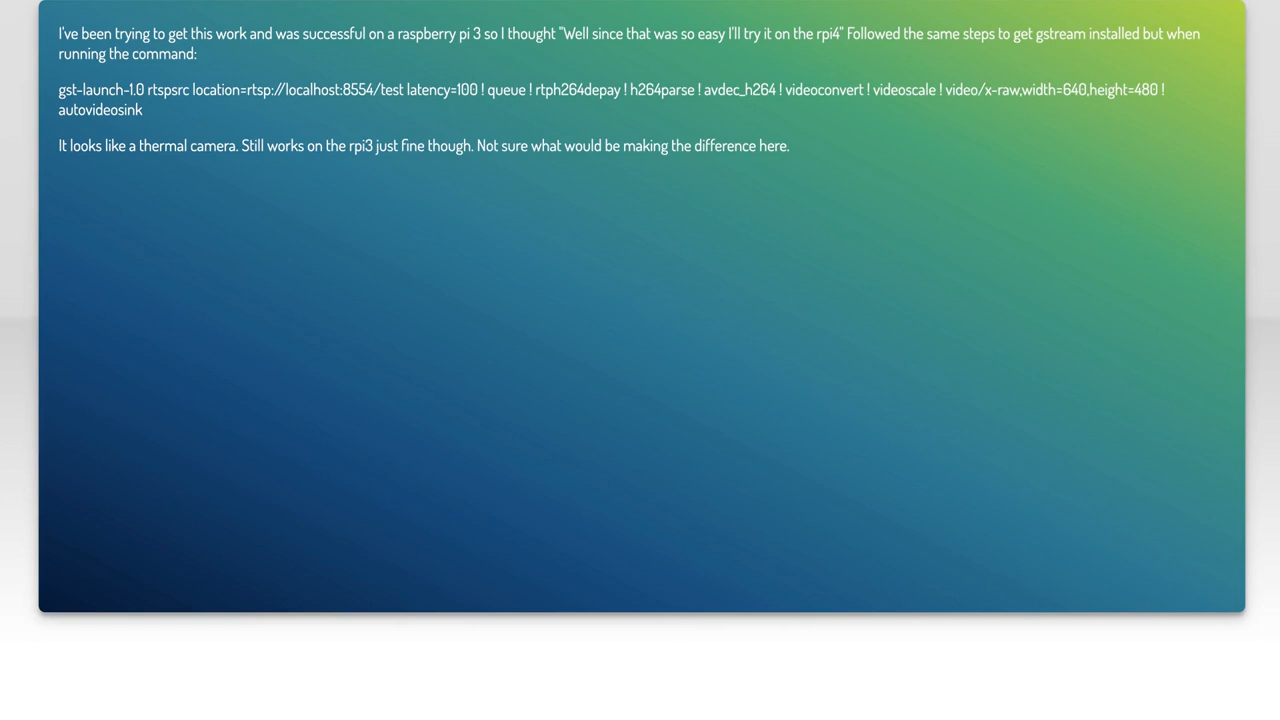 I've been trying to get this work and was successful on a raspberry pi 3 so I thought "Well since that was so easy I'll try it on the rpi4" Followed the same steps to get gstream installed but when
running the command:
gst-launch-1.0 rtspsrc location=rtsp://localhost:8554/test latency=100 ! queue ! rtph264depay ! h264parse ! avdec_h264 ! videoconvert ! videoscale ! video/x-raw,width=640,height=480 !
autovideosink
It looks like a thermal camera. Still works on the rpi3 just fine though. Not sure what would be making the difference here.